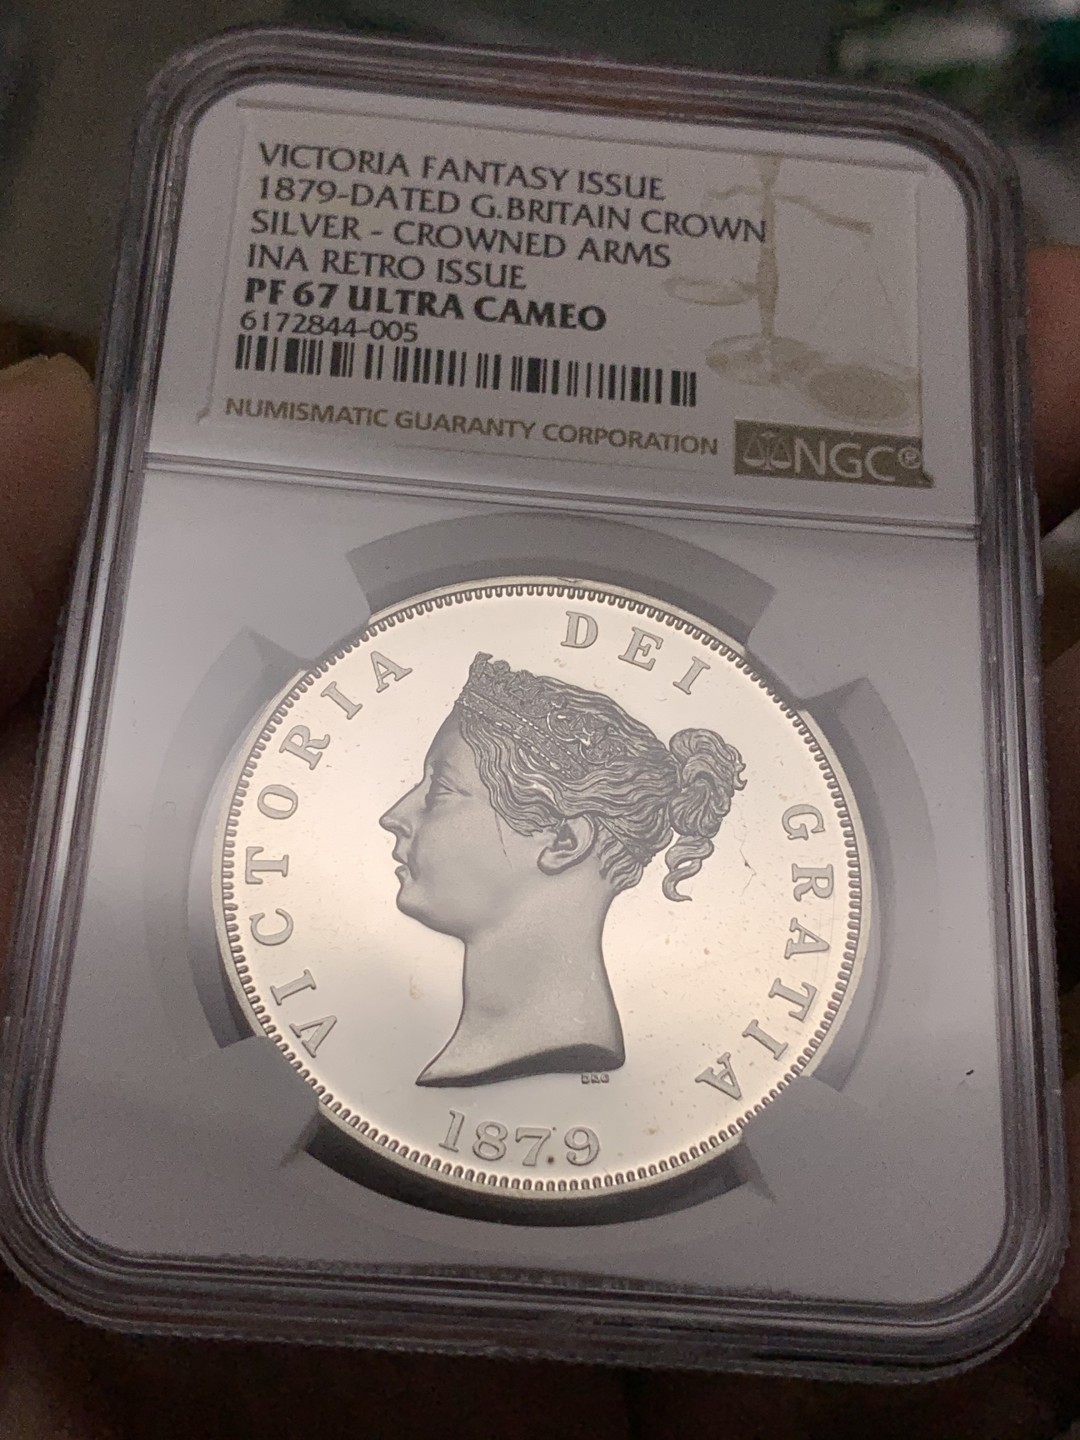 VICTORIA FANTASY ISSUE
1879-DATED G.BRITAIN CROWN
SILVER - CROWNED ARMS
INA RETRO ISSUE
PF 67 ULTRA CAMEO
6172844-005
NUMISMATIC GUARANTY CORPORATION
NGC®
VICTORIA DEI GRATIA
1879